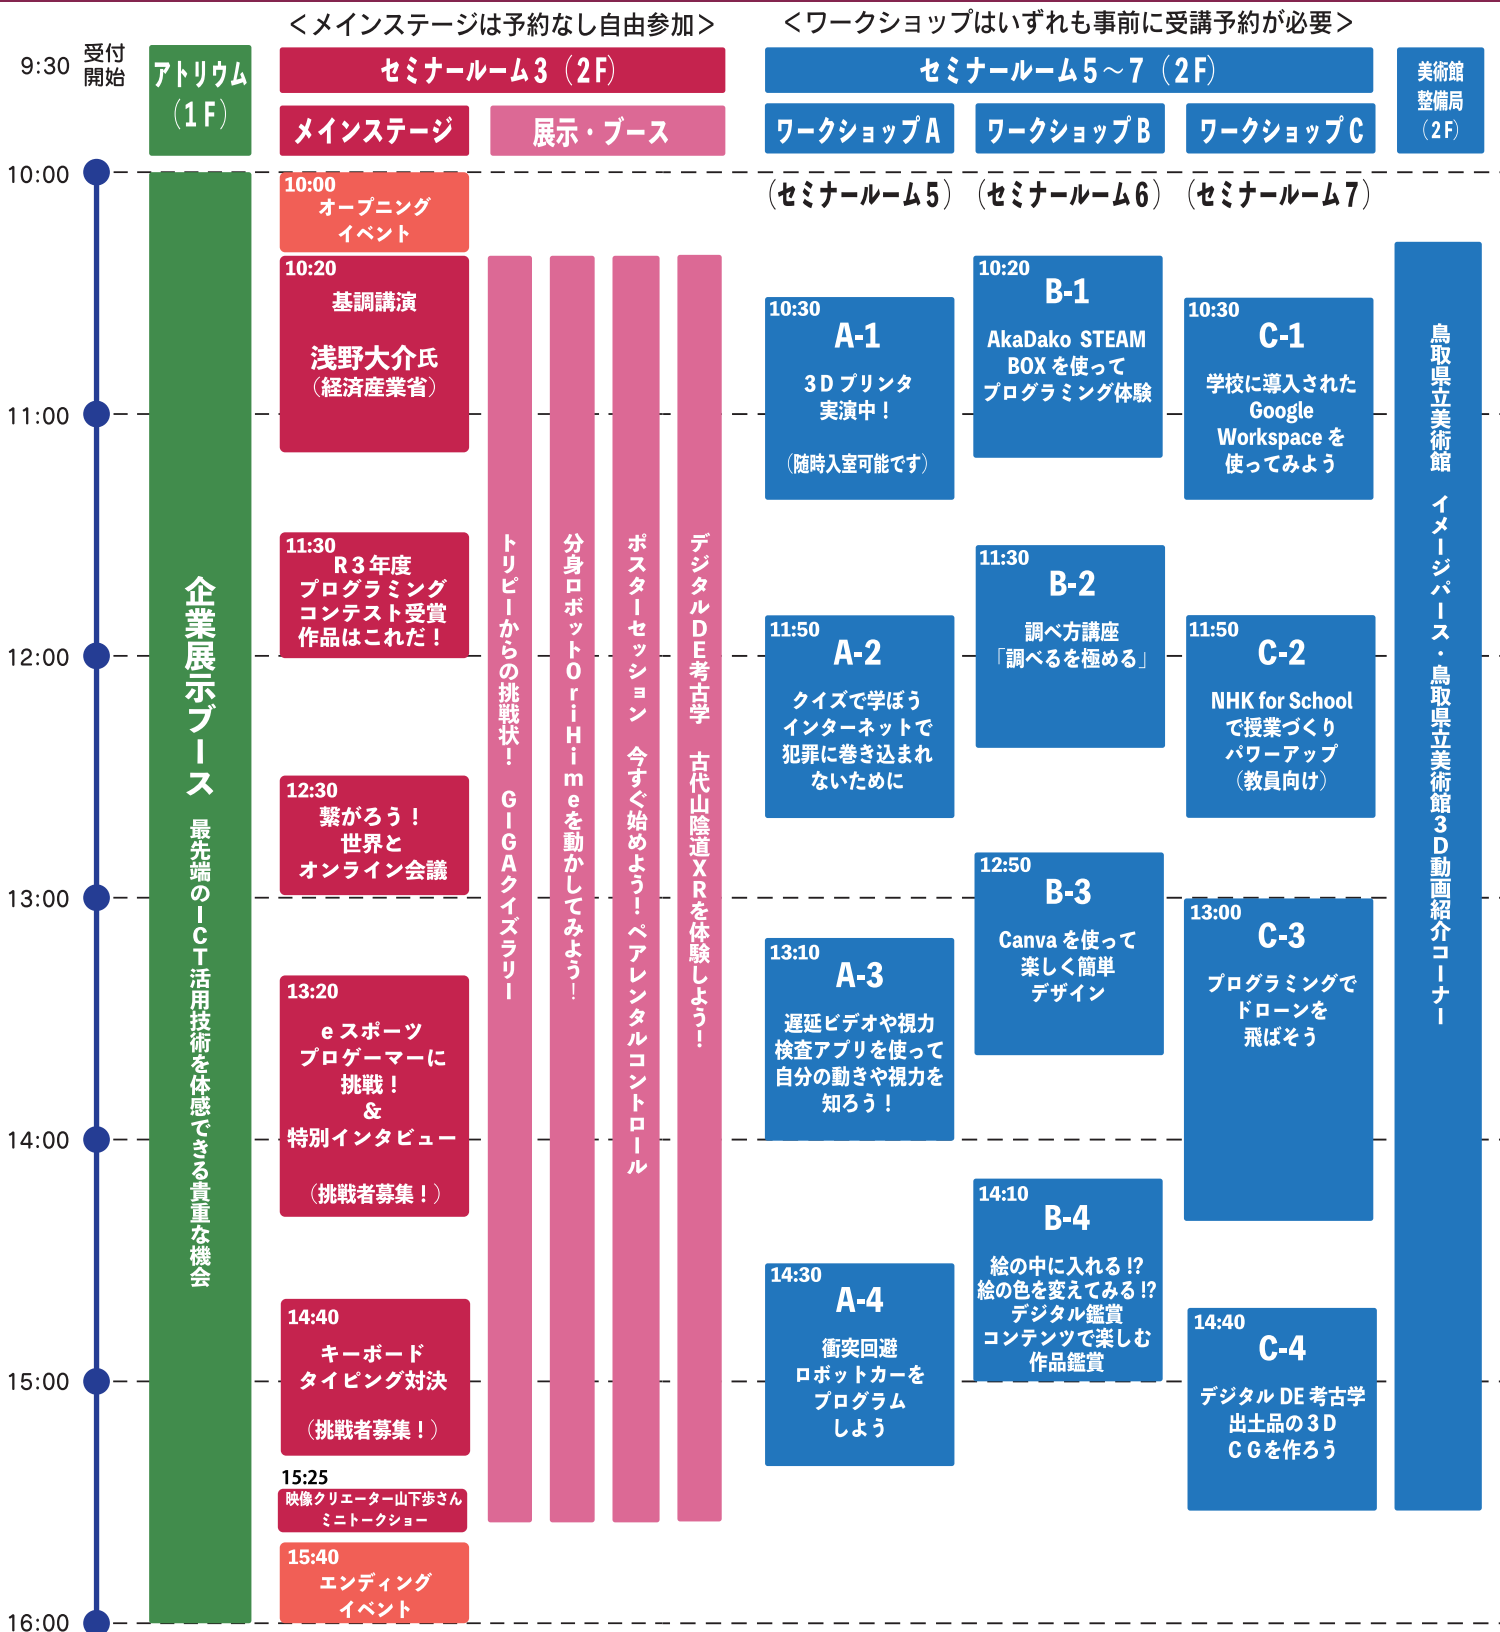 ＜メインステージは予約なし自由参加＞
＜ワークショップはいずれも事前に受講予約が必要＞
9:30
受付
開始
アトリウム
（1F）
セミナールーム3（2F）
メインステージ
展示・ブース
セミナールーム5～7（2F）
ワークショップA
ワークショップB
ワークショップC
美術館
整備局
（2F）
（セミナールーム5）
（セミナールーム6）
（セミナールーム7）
10:00
11:00
12:00
13:00
14:00
15:00
16:00
企業展示ブース　最先端のICT活用技術を体感できる貴重な機会
10:00
オープニング
イベント
10:20
基調講演
浅野大介氏
（経済産業省）
11:30
R3年度
プログラミング
コンテスト受賞
作品はこれだ！
12:30
繋がろう！
世界と
オンライン会議
13:20
eスポーツ
プロゲーマーに
挑戦！
＆
特別インタビュー
（挑戦者募集！）
14:40
キーボード
タイピング対決
（挑戦者募集！）
15:25
映像クリエーター山下歩さん
ミニトークショー
15:40
エンディング
イベント
トリピーからの挑戦状！　GIGAクイズラリー
分身ロボットOriHimeを動かしてみよう！
ポスターセッション　今すぐ始めよう！ペアレンタルコントロール
デジタルDE考古学　古代山陰道XRを体験しよう！
10:30
A-1
3Dプリンタ
実演中！
（随時入室可能です）
11:50
A-2
クイズで学ぼう
インターネットで
犯罪に巻き込まれ
ないために
13:10
A-3
遅延ビデオや視力
検査アプリを使って
自分の動きや視力を
知ろう！
14:30
A-4
衝突回避
ロボットカーを
プログラム
しよう
10:20
B-1
AkaDako STEAM
BOX を使って
プログラミング体験
11:30
B-2
調べ方講座
「調べるを極める」
12:50
B-3
Canva を使って
楽しく簡単
デザイン
14:10
B-4
絵の中に入れる!?
絵の色を変えてみる!?
デジタル鑑賞
コンテンツで楽しむ
作品鑑賞
10:30
C-1
学校に導入された
Google
Workspace を
使ってみよう
11:50
C-2
NHK for School
で授業づくり
パワーアップ
（教員向け）
13:00
C-3
プログラミングで
ドローンを
飛ばそう
14:40
C-4
デジタル DE 考古学
出土品の3D
CGを作ろう
鳥取県立美術館　イメージパース・鳥取県立美術館3D動画紹介コーナー